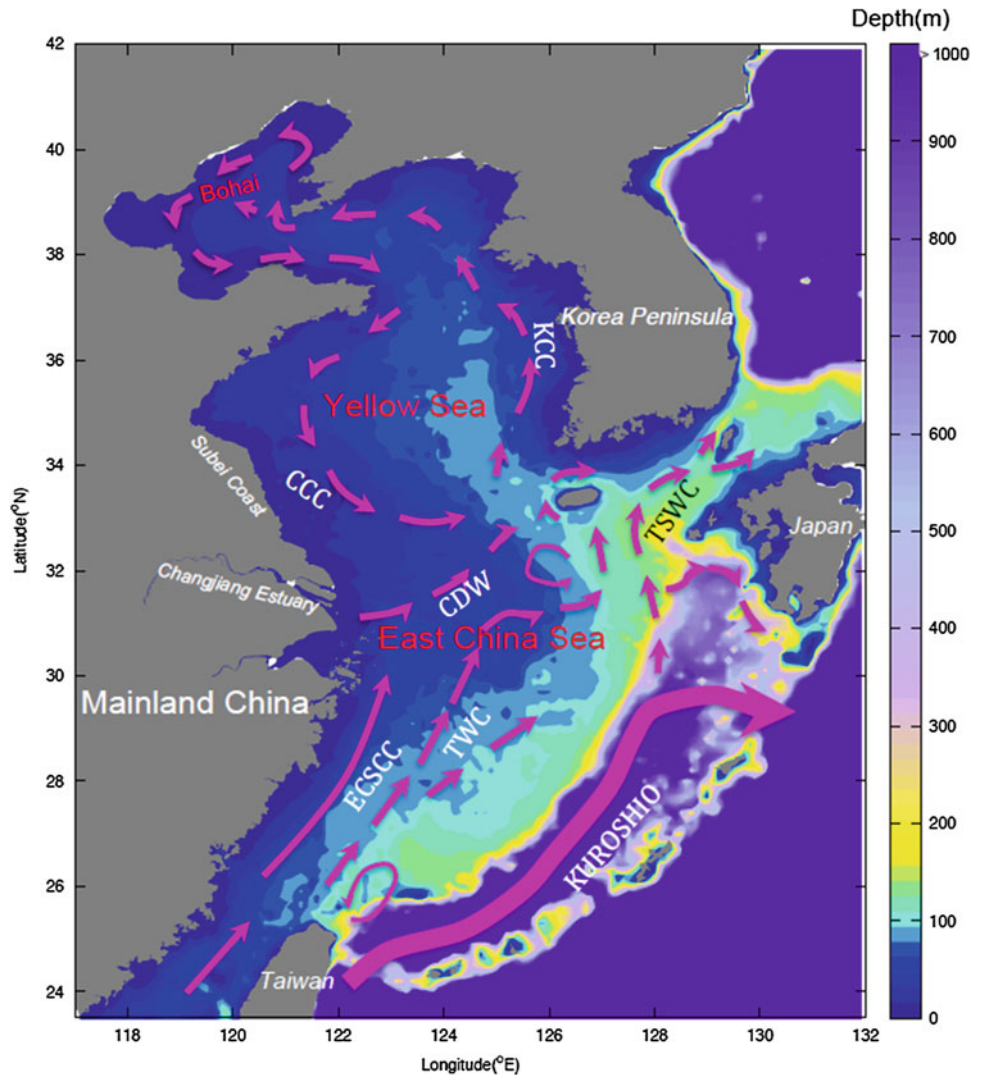 Depth(m)
42
40
38
36
34
32
30
28
26
24
118
120
122
124
126
128
130
132
Latitude(°N)
Longitude(°E)
1000
900
800
700
600
500
400
300
200
100
0
Bohai
Korea Peninsula
KCC
Yellow Sea
Subei Coast
CCC
TSWC
Japan
Changjiang Estuary
CDW
East China Sea
Mainland China
ECSCC
TWC
KUROSHIO
Taiwan